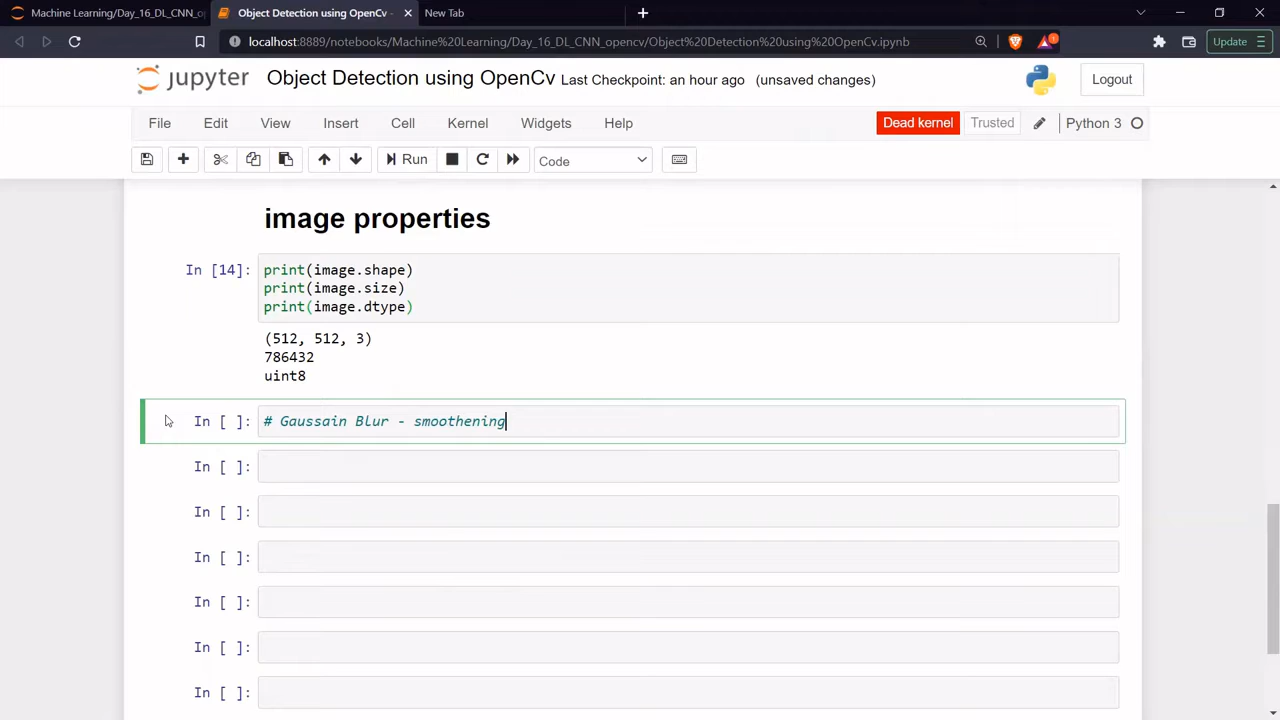 Machine Learning/Day_16_DL_CNN_op
Object Detection using OpenCv -
New Tab
localhost:8889/notebooks/Machine%20Learning/Day_16_DL_CNN_opencv/Object%20Detection%20using%20OpenCv.ipynb
Update
jupyter Object Detection using OpenCv Last Checkpoint: an hour ago (unsaved changes)
Logout
File Edit View Insert Cell Kernel Widgets Help
Dead kernel Trusted Python 3
Run Code
image properties
In [14]: print(image.shape)
print(image.size)
print(image.dtype)
(512, 512, 3)
786432
uint8
In [ ]: # Gaussain Blur - smoothening
In [ ]:
In [ ]:
In [ ]:
In [ ]:
In [ ]:
In [ ]: